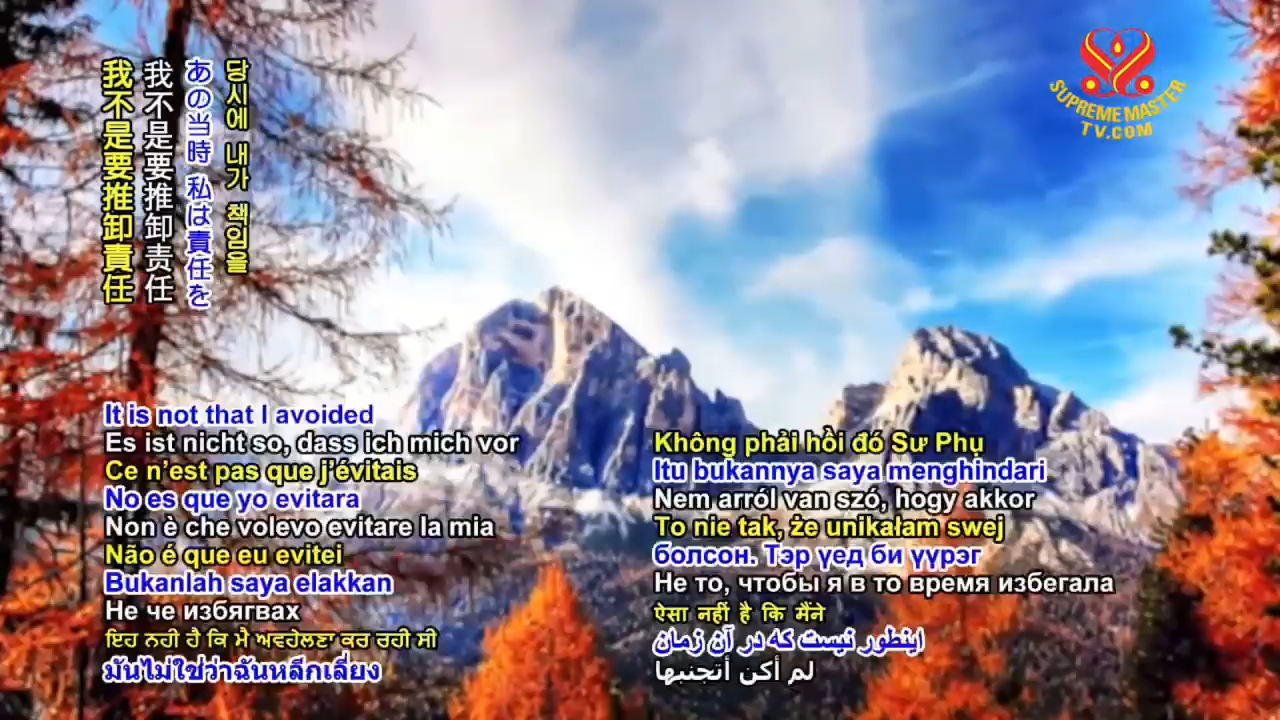 我不是要推卸責任
我不是要推卸责任
あの当時 私は責任を
당시에 내가 책임을
SUPREME MASTER
TV.COM
It is not that I avoided
Es ist nicht so, dass ich mich vor
Ce n’est pas que j’évitais
No es que yo evitara
Non è che volevo evitare la mia
Não é que eu evitei
Bukanlah saya elakkan
Не че избягвах
ਇਹ ਨਹੀ ਹੈ ਕਿ ਮੈ ਅਵਹੇਲਣਾ ਕਰ ਰਹੀ ਸੀ
มันไม่ใช่ว่าฉันหลีกเลี่ยง
Không phải hồi đó Sư Phụ
Itu bukannya saya menghindari
Nem arról van szó, hogy akkor
To nie tak, że unikałam swej
болсон. Тэр үед би үүрэг
Не то, чтобы я в то время избегала
ऐसा नहीं है कि मैंने
اینطور نیست که در آن زمان
لم أكن أتجنبها